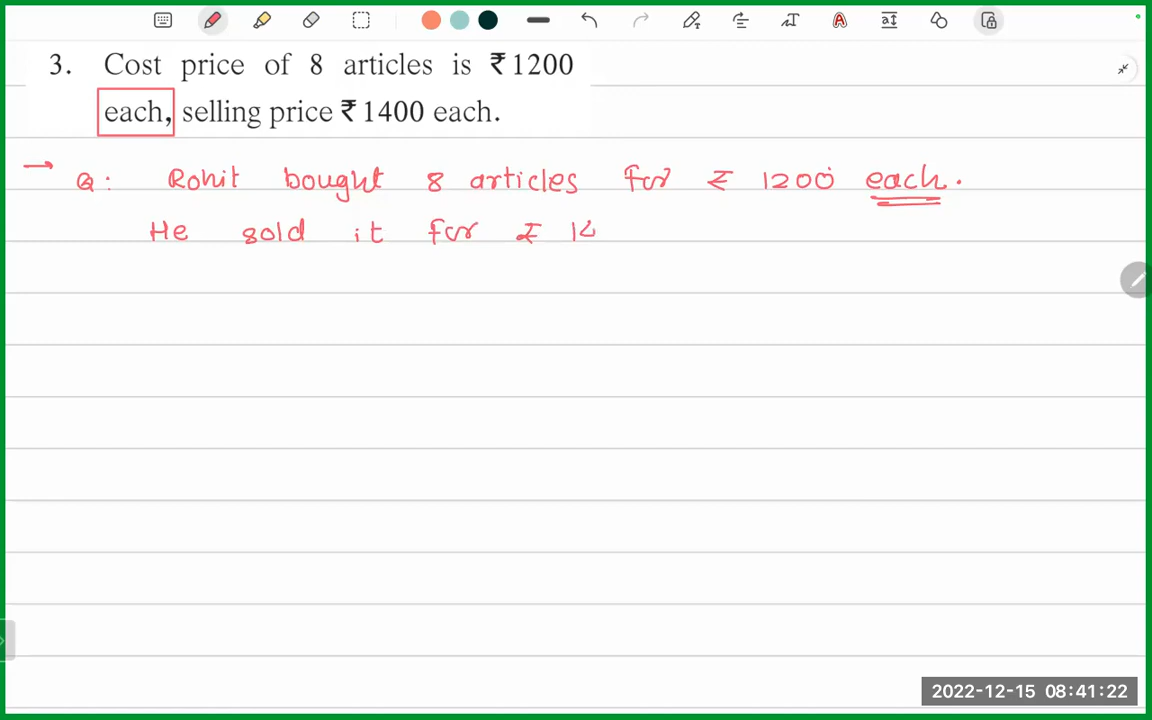 3. Cost price of 8 articles is ₹1200
each, selling price ₹1400 each.
→ Q: Rohit bought 8 articles for ₹ 1200 each.
He sold it for ₹ 14
2022-12-15 08:41:22